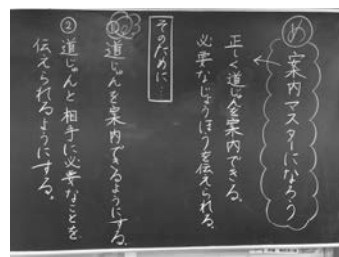 め
案内マスターになろう
正しく道じゅんを案内できる。
必要なじょうほうを伝えられる。
そのために…
① 道じゅんを案内できるようにする。
② 道じゅんと相手に必要なことを
伝えられるようにする。